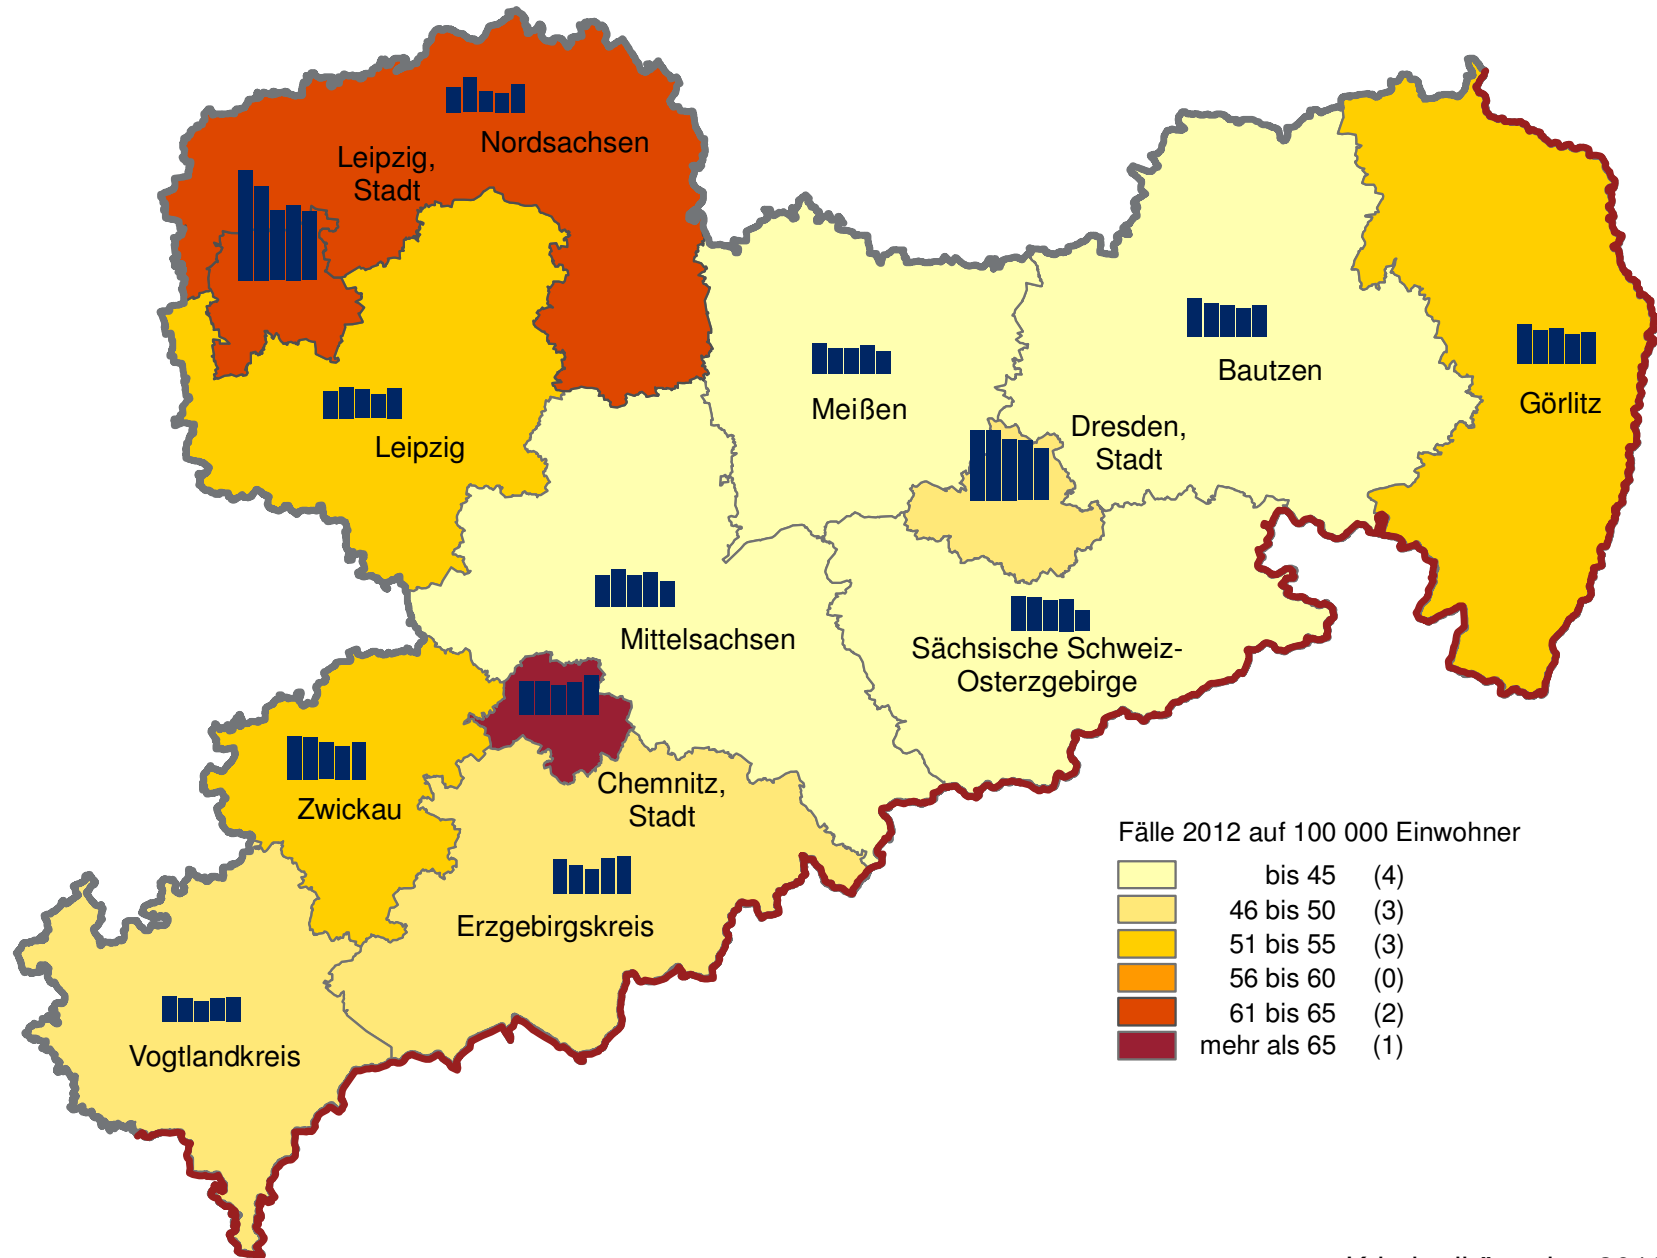 Nordsachsen
Leipzig,
Stadt
Leipzig
Meißen
Bautzen
Görlitz
Dresden,
Stadt
Mittelsachsen
Sächsische Schweiz-
Osterzgebirge
Chemnitz,
Stadt
Zwickau
Erzgebirgskreis
Vogtlandkreis
Fälle 2012 auf 100 000 Einwohner
bis 45 (4)
46 bis 50 (3)
51 bis 55 (3)
56 bis 60 (0)
61 bis 65 (2)
mehr als 65 (1)